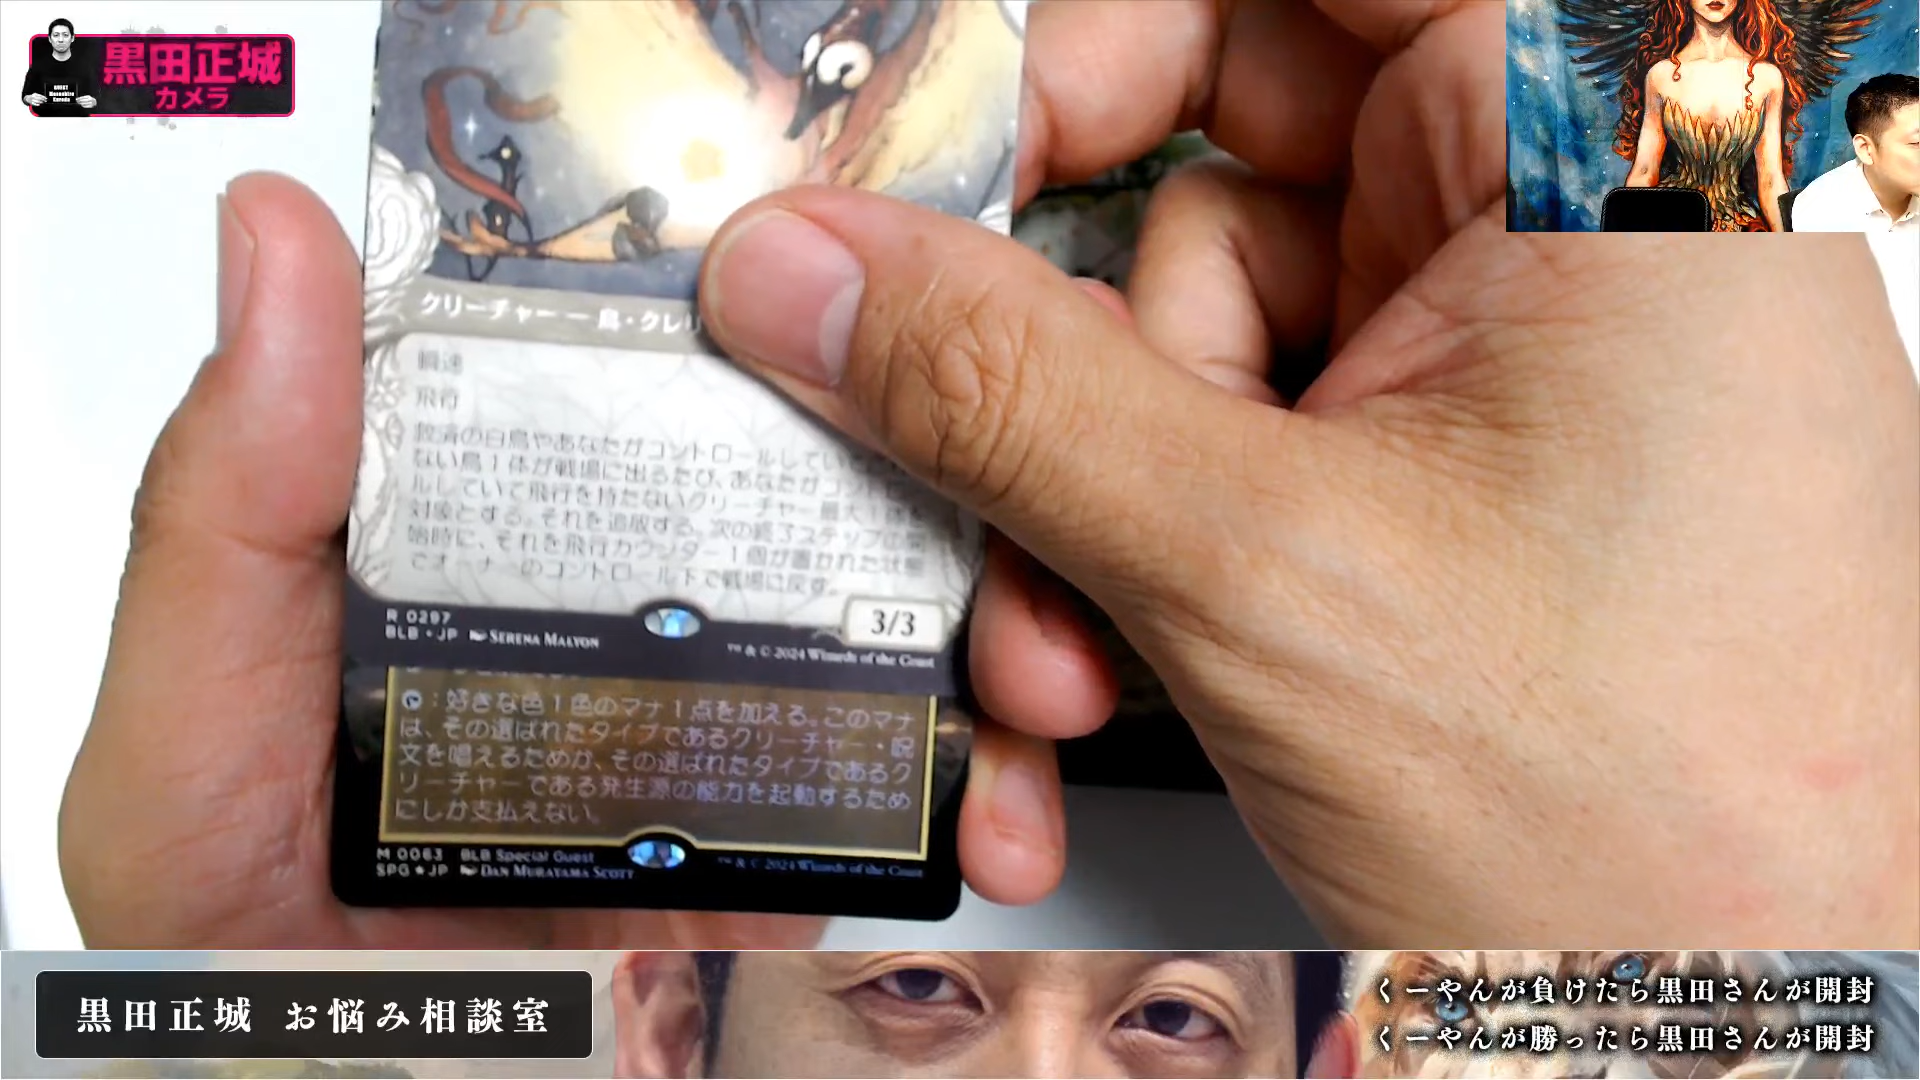 黒田正城
カメラ
GUEST
Masashiro
Kuroda
クリーチャー — 鳥・クレリ
瞬速
飛行
救済の白鳥やあなたがコントロールしてい
ない鳥1体が戦場に出るたび、あなたがコントロー
ルしていて飛行を持たないクリーチャー最大1体を
対象とする。それを追放する。次の終了ステップの開
始時に、それを飛行カウンター1個が置かれた状態
でオーナーのコントロール下で戦場に戻す。
3/3
R 0297
BLB • JP SERENA MALYON
™ & © 2024 Wizards of the Coast
:好きな色1色のマナ1点を加える。このマナ
は、その選ばれたタイプであるクリーチャー・呪
文を唱えるためか、その選ばれたタイプであるク
リーチャーである発生源の能力を起動するため
にしか支払えない。
M 0063 BLB Special Guest
SPG★JP DAN MURAYAMA SCOTT
™ & © 2024 Wizards of the Coast
黒田正城 お悩み相談室
くーやんが負けたら黒田さんが開封
くーやんが勝ったら黒田さんが開封